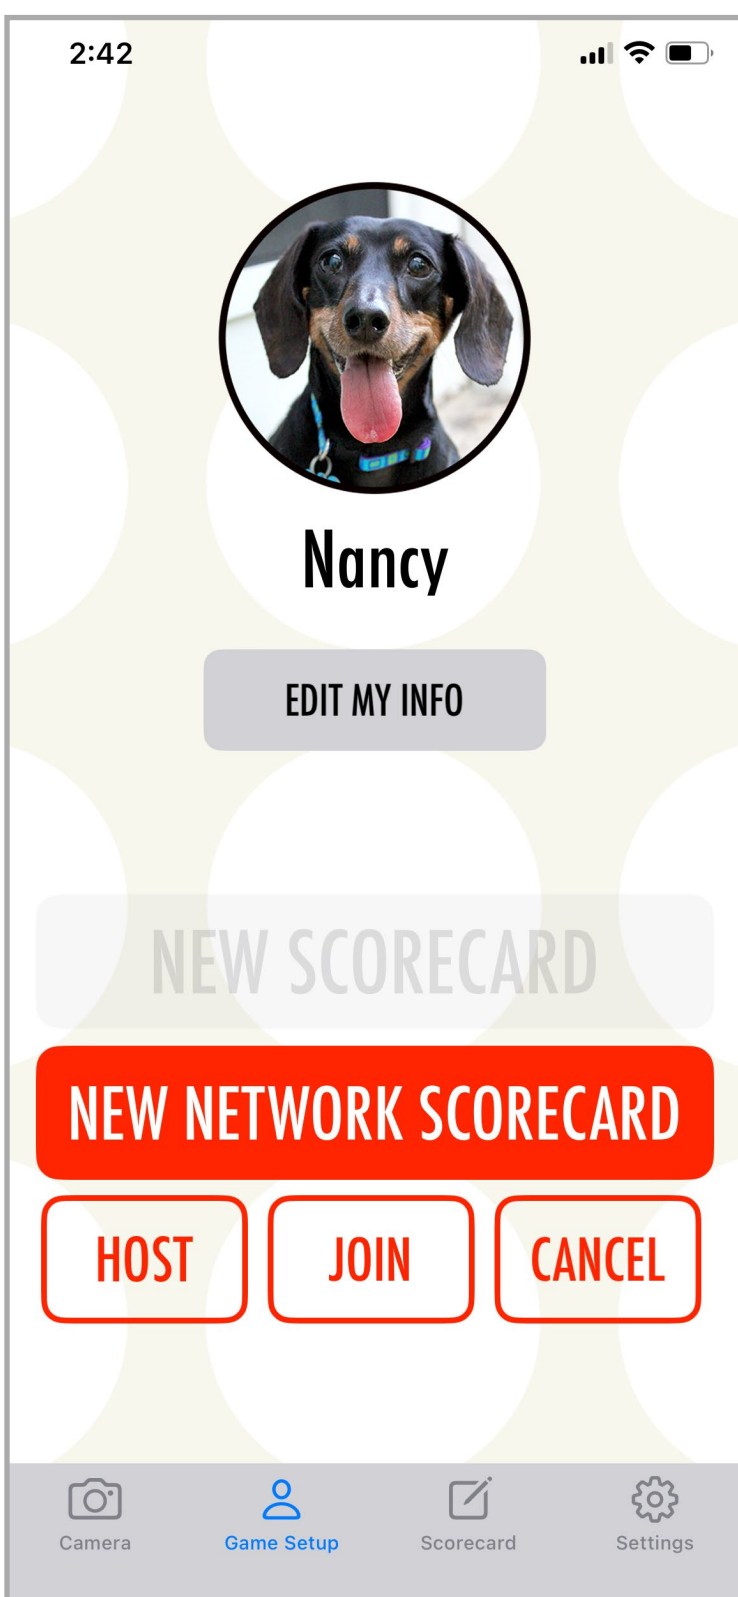 2:42
Nancy
EDIT MY INFO
NEW SCORECARD
NEW NETWORK SCORECARD
HOST JOIN CANCEL
Camera Game Setup Scorecard Settings